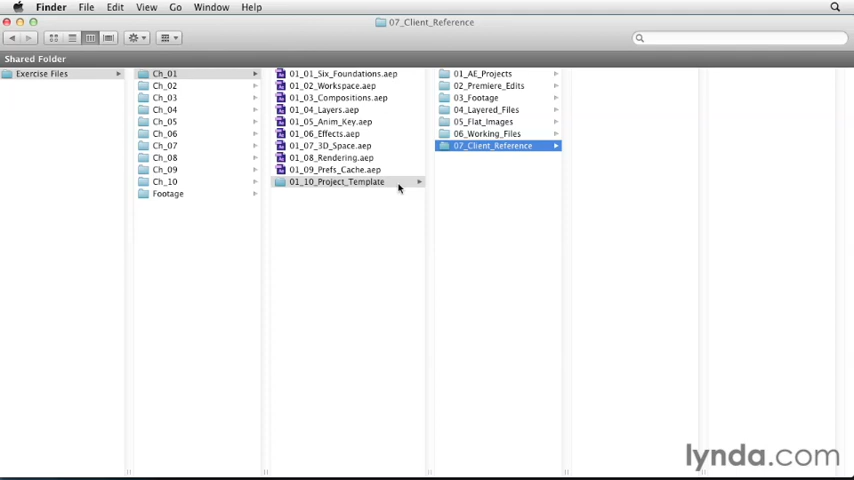 Finder File Edit View Go Window Help
07_Client_Reference
Shared Folder
Exercise Files
Ch_01
Ch_02
Ch_03
Ch_04
Ch_05
Ch_06
Ch_07
Ch_08
Ch_09
Ch_10
Footage
01_01_Six_Foundations.aep
01_02_Workspace.aep
01_03_Compositions.aep
01_04_Layers.aep
01_05_Anim_Key.aep
01_06_Effects.aep
01_07_3D_Space.aep
01_08_Rendering.aep
01_09_Prefs_Cache.aep
01_10_Project_Template
01_AE_Projects
02_Premiere_Edits
03_Footage
04_Layered_Files
05_Flat_Images
06_Working_Files
07_Client_Reference
lynda.com